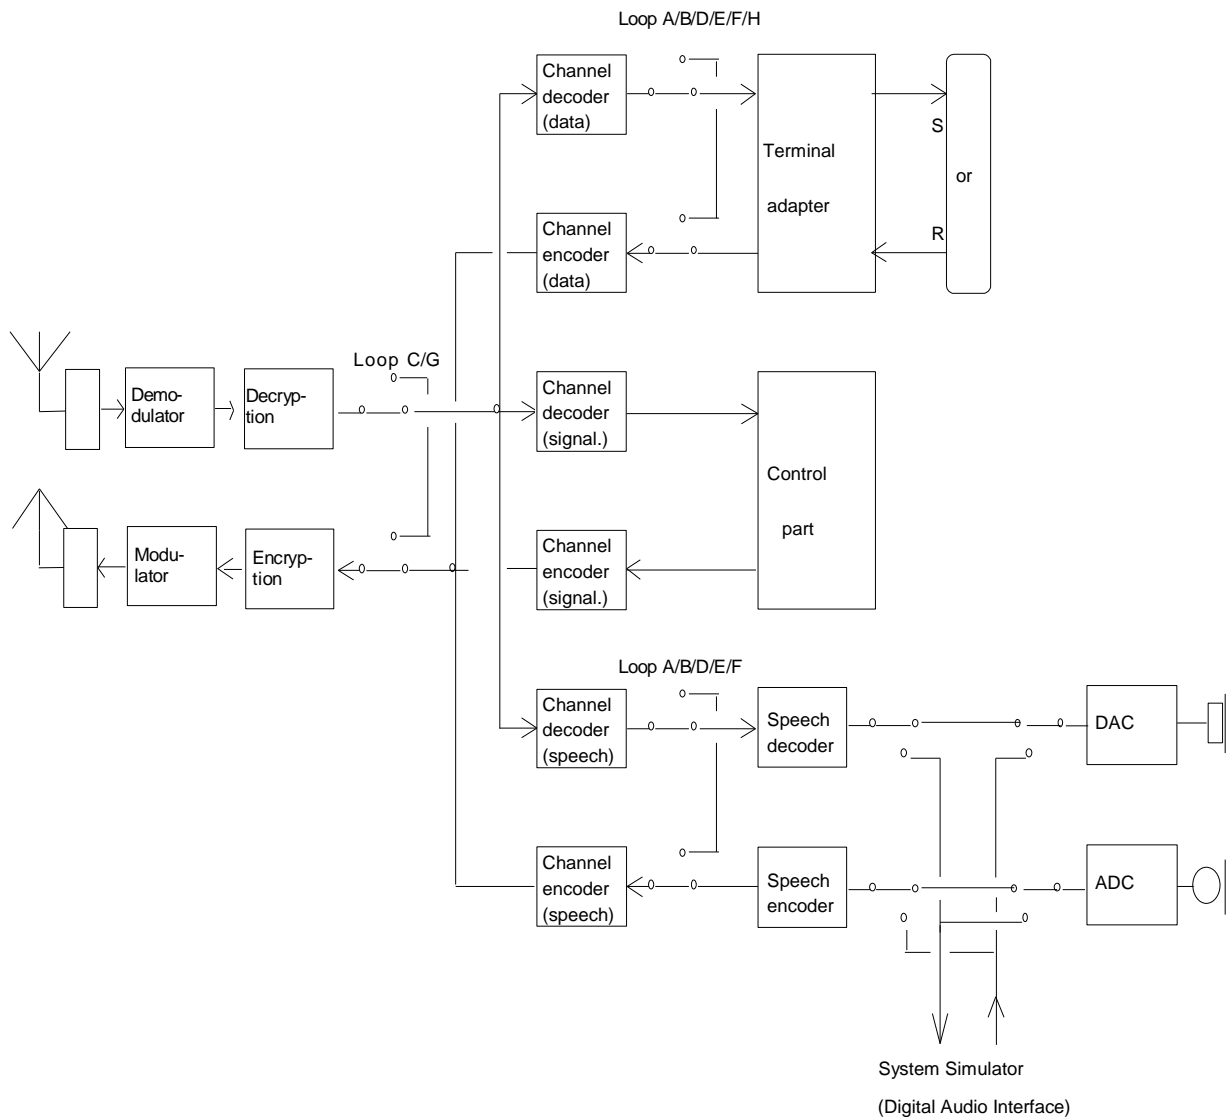 Loop A/B/D/E/F/H
Channel
decoder
(data)
Terminal
adapter
S
or
R
Channel
encoder
(data)
Loop C/G
Demo-
dulator
Decryp-
tion
Channel
decoder
(signal.)
Control
part
Modu-
lator
Encryp-
tion
Channel
encoder
(signal.)
Loop A/B/D/E/F
Channel
decoder
(speech)
Speech
decoder
DAC
Channel
encoder
(speech)
Speech
encoder
ADC
System Simulator
(Digital Audio Interface)